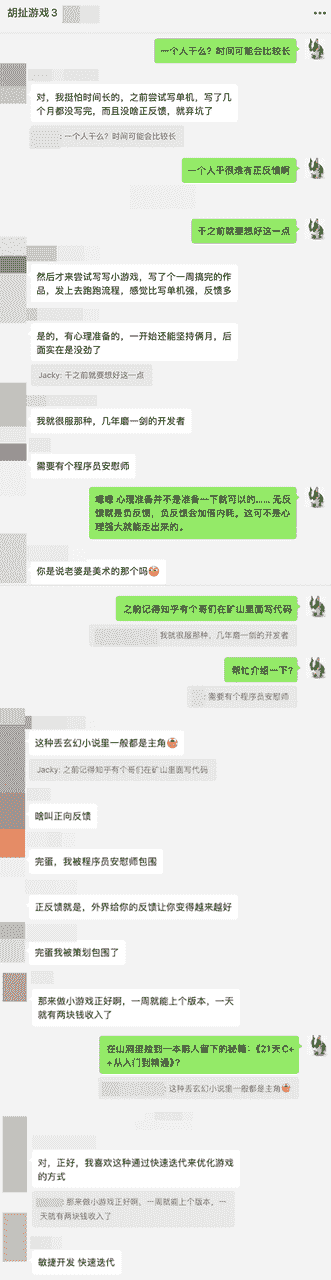 胡扯游戏3
一个人干么？时间可能会比较长
对，我挺怕时间长的，之前尝试写单机，写了几
个月都没写完，而且没啥正反馈，就弃坑了
: 一个人干么？时间可能会比较长
一个人干很难有正反馈啊
干之前就要想好这一点
然后才来尝试写写小游戏，写了个一周搞完的作
品，发上去跑跑流程，感觉比写单机强，反馈多
是的，有心理准备的，一开始还能坚持俩月，后
面实在是没劲了
Jacky: 干之前就要想好这一点
我就很服那种，几年磨一剑的开发者
需要有个程序员安慰师
嘿嘿 心理准备并不是准备一下就可以的…… 无反
馈就是负反馈，负反馈会加倍内耗。这可不是心
理强大就能走出来的。
你是说老婆是美术的那个吗
之前记得知乎有个哥们在矿山里面写代码
我就很服那种，几年磨一剑的开发者
帮忙介绍一下？
: 需要有个程序员安慰师
这种丢玄幻小说里一般都是主角
Jacky: 之前记得知乎有个哥们在矿山里面写代码
啥叫正向反馈
完蛋，我被程序员安慰师包围
正反馈就是，外界给你的反馈让你变得越来越好
完蛋我被策划包围了
那来做小游戏正好啊，一周就能上个版本，一天
就有两块钱收入了
在山洞里捡到一本前人留下的秘籍:《21天C+
+从入门到精通》？
: 这种丢玄幻小说里一般都是主角
对，正好，我喜欢这种通过快速迭代来优化游戏
的方式
: 那来做小游戏正好啊，一周就能上个版本，一
天就有两块钱收入了
敏捷开发 快速迭代